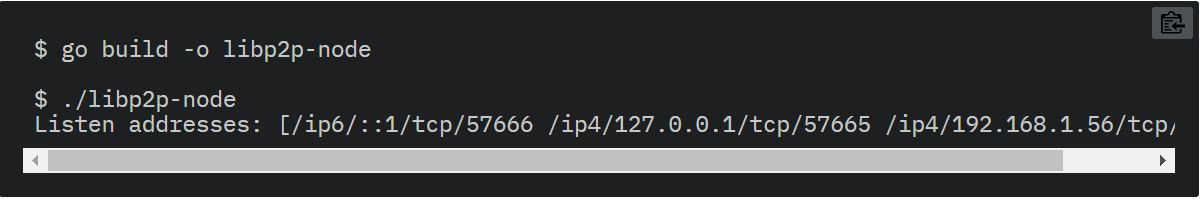 $ go build -o libp2p-node
$ ./libp2p-node
Listen addresses: [/ip6/::1/tcp/57666 /ip4/127.0.0.1/tcp/57665 /ip4/192.168.1.56/tcp/